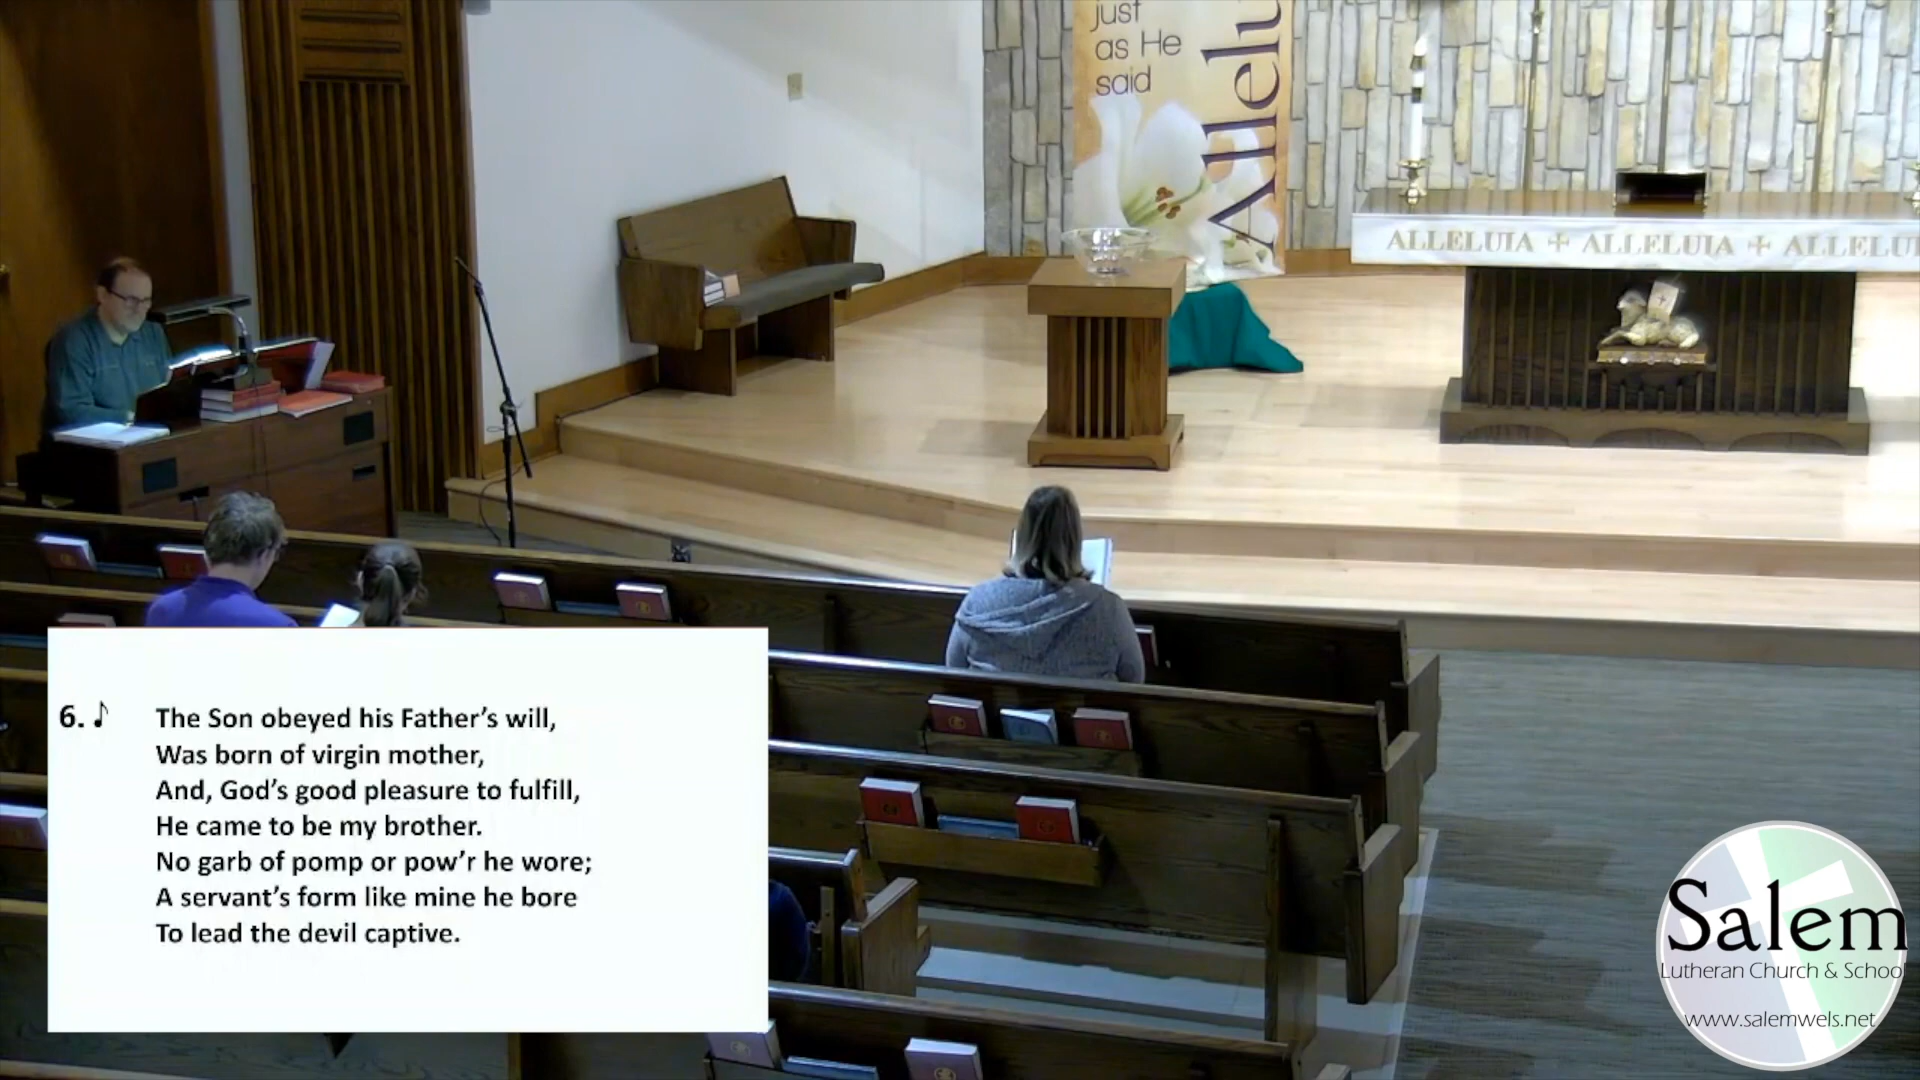 just
as He
said
Allelu
ALLELUIA + ALLELUIA + ALLELU
6. ♪ The Son obeyed his Father's will,
Was born of virgin mother,
And, God's good pleasure to fulfill,
He came to be my brother.
No garb of pomp or pow'r he wore;
A servant's form like mine he bore
To lead the devil captive.
Salem
Lutheran Church & School
www.salemwels.net